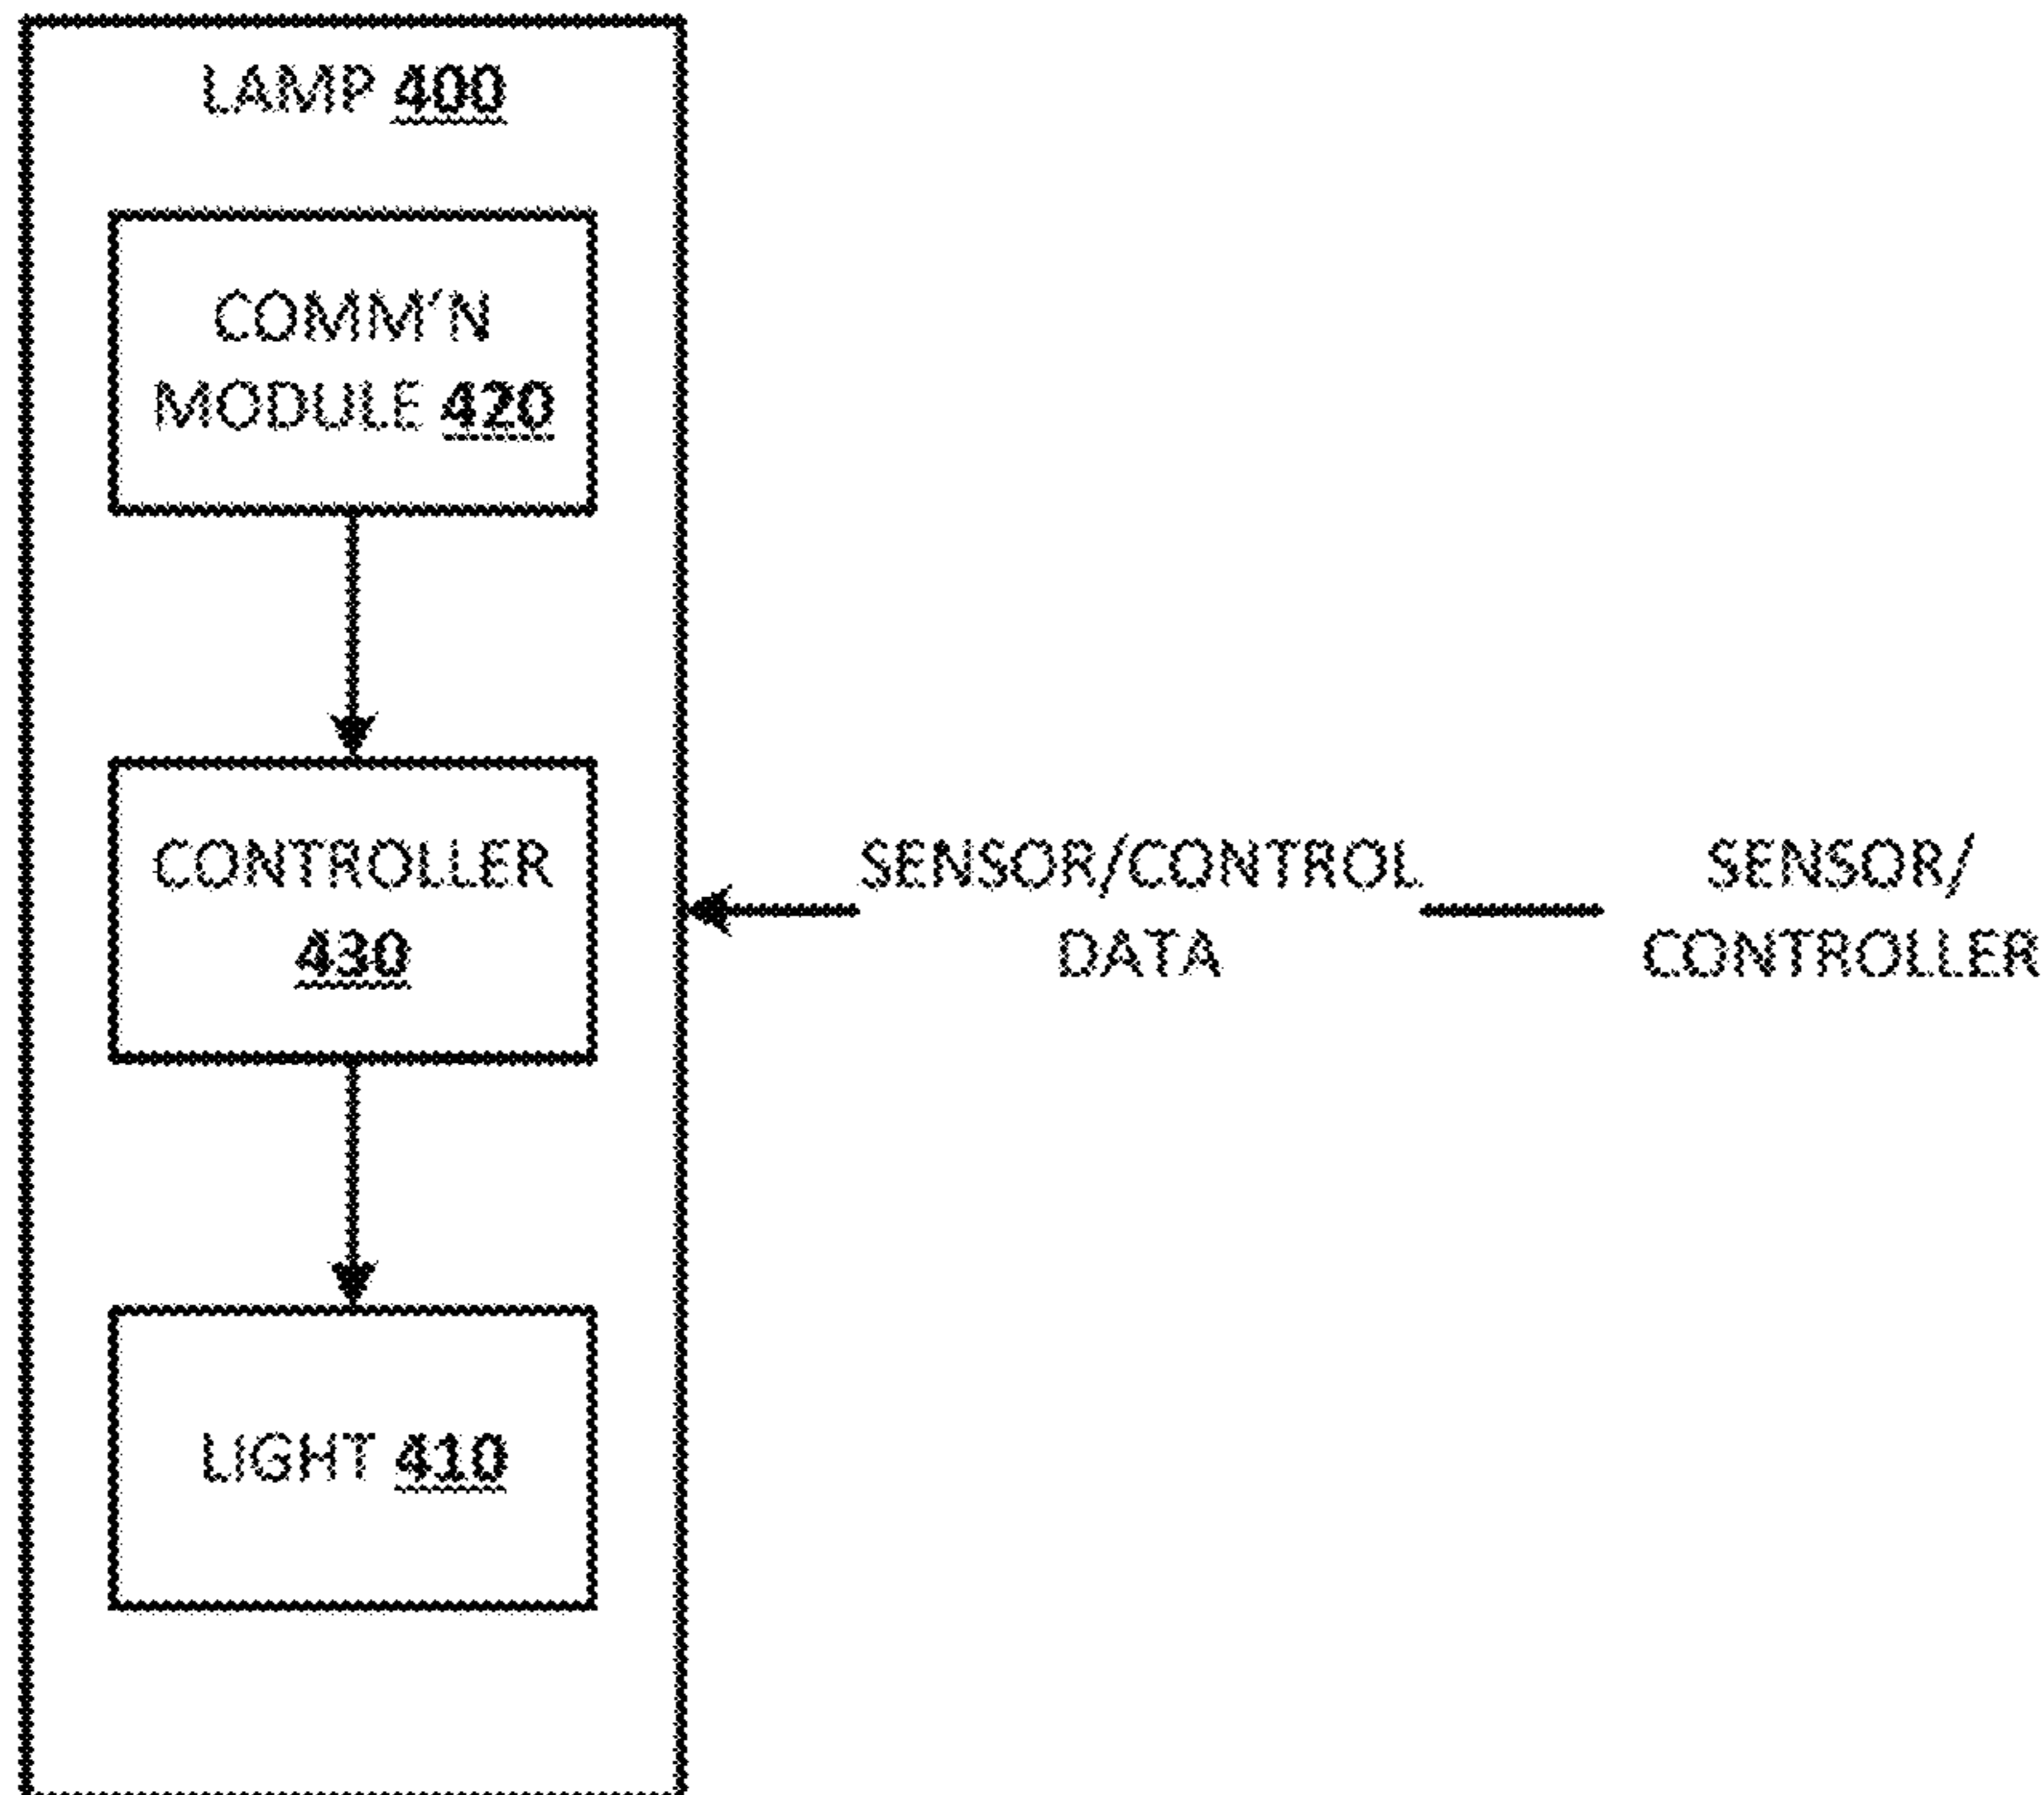 LAMP 400
COMM'N
MODULE 420
CONTROLLER
430
SENSOR/CONTROL
DATA
SENSOR/
CONTROLLER
LIGHT 410